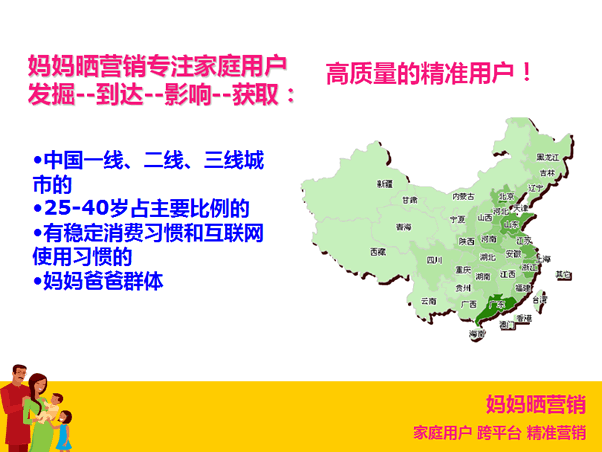 妈妈晒营销专注家庭用户
发掘--到达--影响--获取：
高质量的精准用户！
•中国一线、二线、三线城
市的
•25-40岁占主要比例的
•有稳定消费习惯和互联网
使用习惯的
•妈妈爸爸群体
黑龙江
吉林
辽宁
新疆
内蒙古
北京
甘肃
天津
河北
宁夏
山西
山东
青海
陕西
河南
江苏
西藏
四川
湖北
安徽
上海
重庆
浙江
其它
湖南
江西
贵州
福建
云南
广西
广东
台湾
香港
澳门
海南
妈妈晒营销
家庭用户 跨平台 精准营销